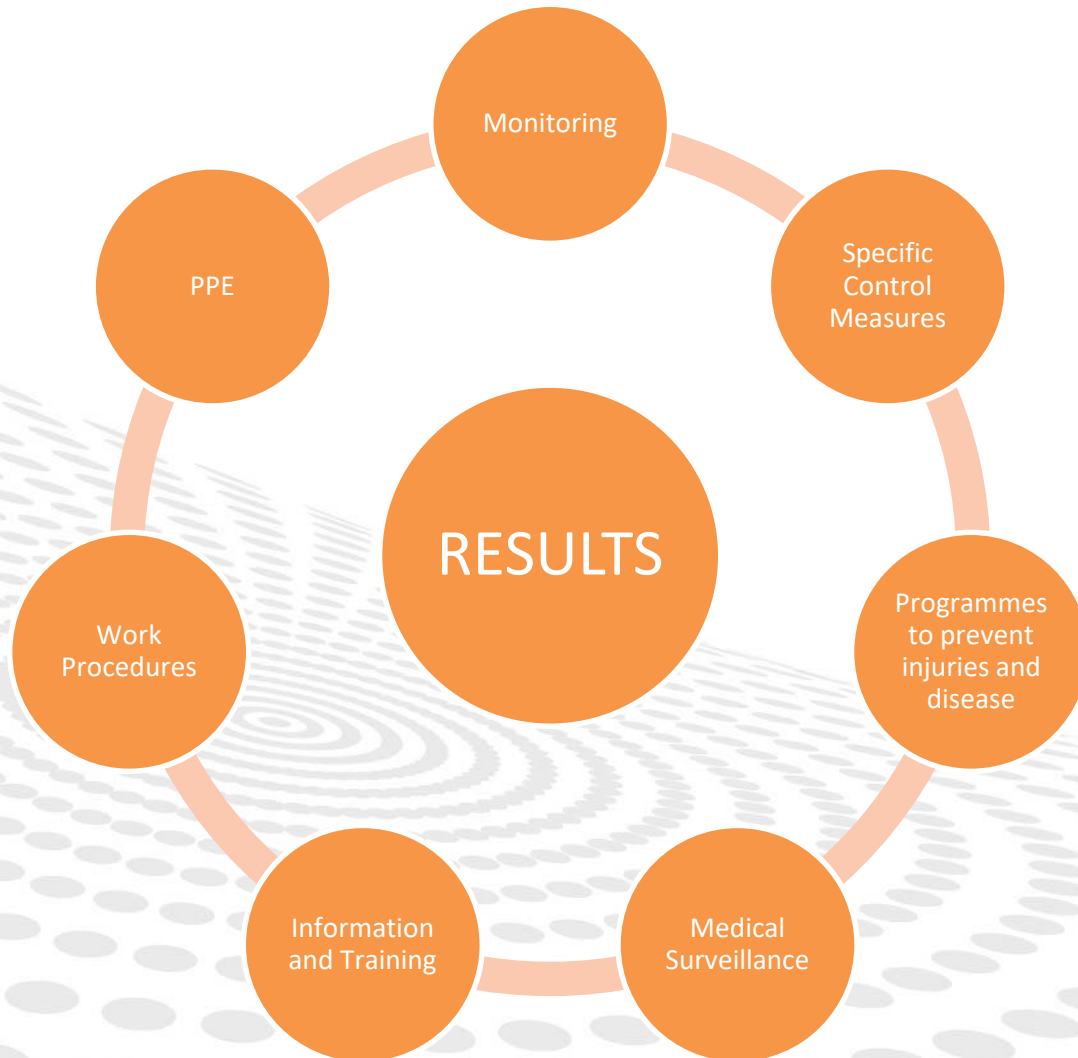 Monitoring
Specific
Control
Measures
Programmes
to prevent
injuries and
disease
Medical
Surveillance
Information
and Training
Work
Procedures
PPE
RESULTS